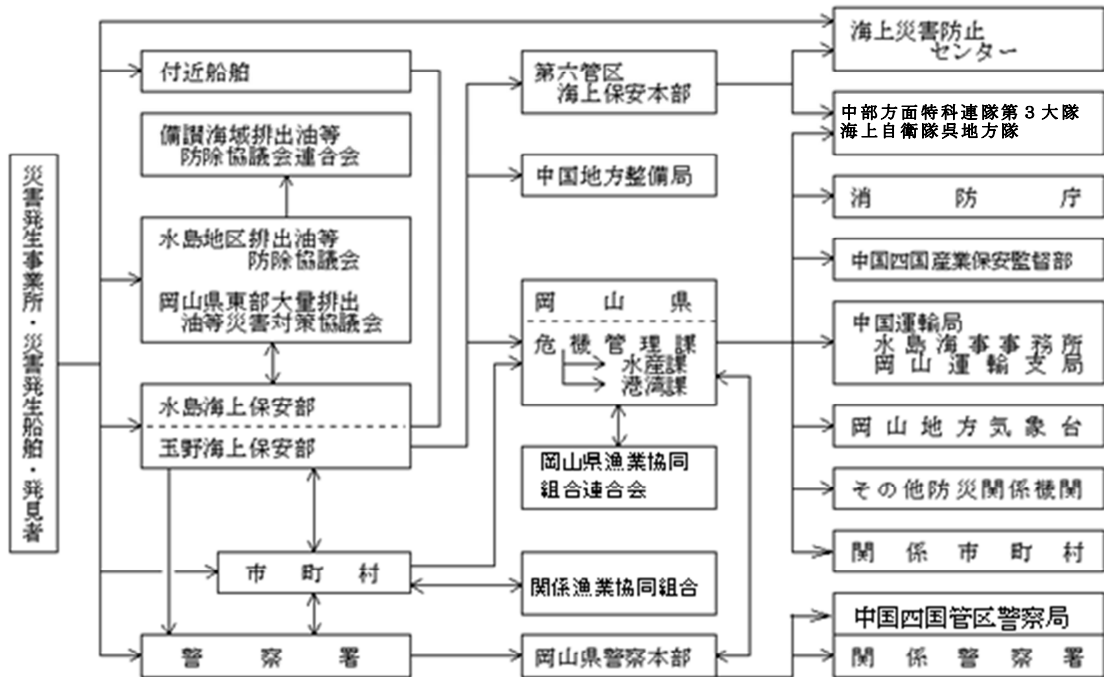 災害発生事業所・災害発生船舶・発見者
付近船舶
備讃海域排出油等
防除協議会連合会
水島地区排出油等
防除協議会
岡山県東部大量排出
油等災害対策協議会
水島海上保安部
玉野海上保安部
市町村
警察署
第六管区
海上保安本部
中国地方整備局
岡山県
危機管理課
水産課
港湾課
岡山県漁業協同
組合連合会
関係漁業協同組合
岡山県警察本部
海上災害防止
センター
中部方面特科連隊第3大隊
海上自衛隊呉地方隊
消防庁
中国四国産業保安監督部
中国運輸局
水島海事事務所
岡山運輸支局
岡山地方気象台
その他防災関係機関
関係市町村
中国四国管区警察局
関係警察署